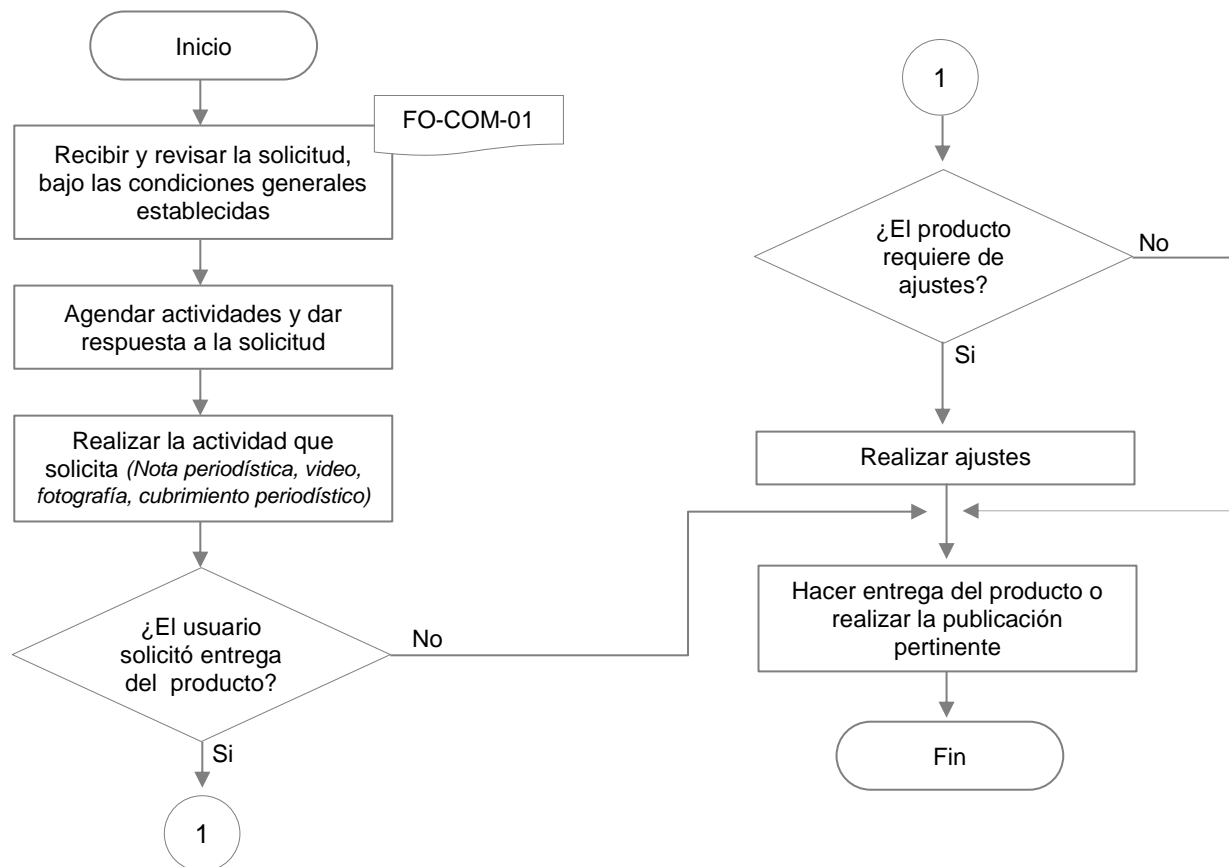 Inicio
FO-COM-01
Recibir y revisar la solicitud,
bajo las condiciones generales
establecidas
Agendar actividades y dar
respuesta a la solicitud
Realizar la actividad que
solicita (Nota periodística, video,
fotografía, cubrimiento periodístico)
¿El usuario
solicitó entrega
del producto?
No
Si
1
1
¿El producto
requiere de
ajustes?
No
Si
Realizar ajustes
Hacer entrega del producto o
realizar la publicación
pertinente
Fin